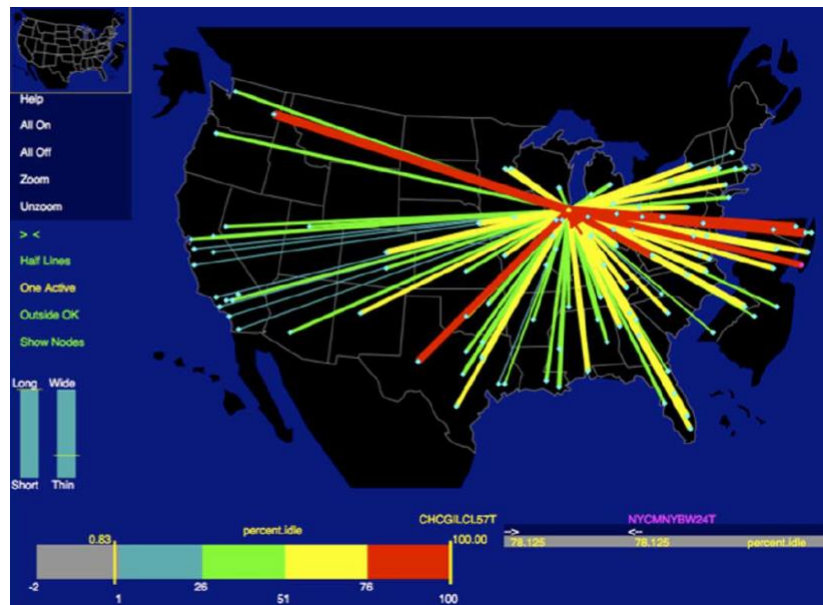 Help
All On
All Off
Zoom
Unzoom
> <
Half Lines
One Active
Outside OK
Show Nodes
Long Wide
Short Thin
CHCGILCL57T NYCMNYBW24T
0.83 percent.idle 100.00
--> <--
78.125 78.125 percent.idle
-2 26 76
1 51 100